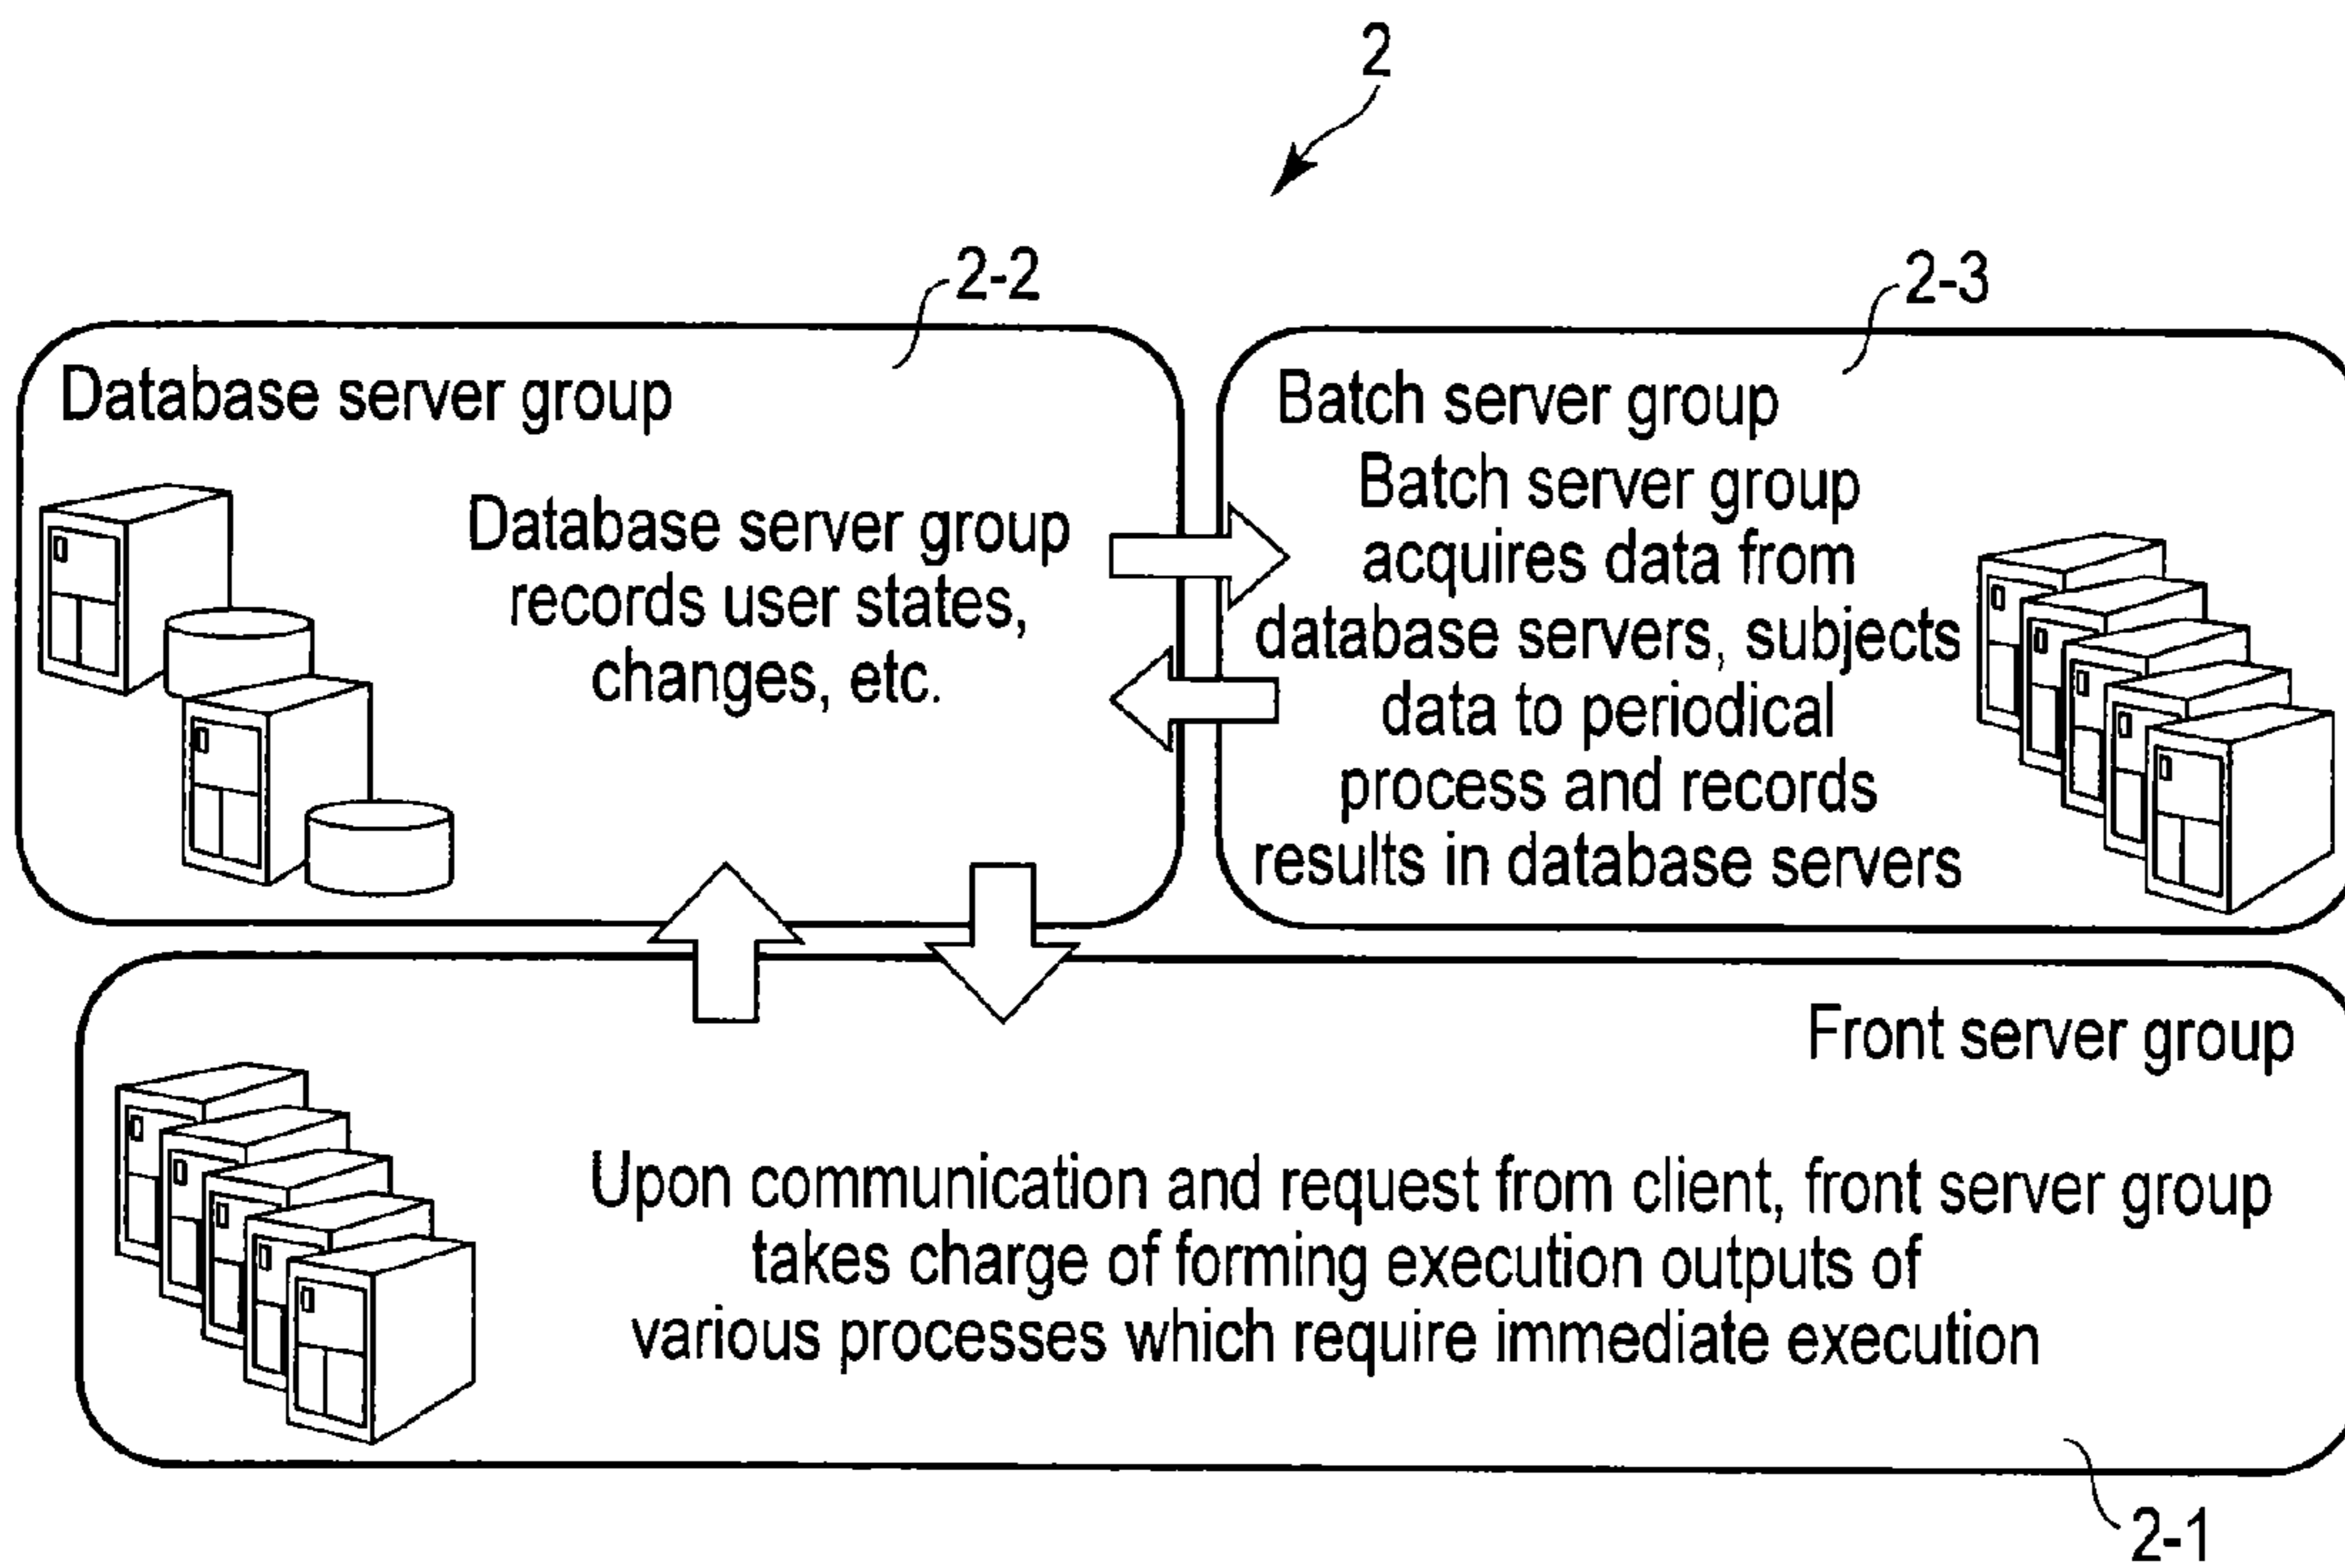 2
2-2
2-3
Database server group
Database server group
records user states,
changes, etc.
Batch server group
Batch server group
acquires data from
database servers, subjects
data to periodical
process and records
results in database servers
Front server group
Upon communication and request from client, front server group
takes charge of forming execution outputs of
various processes which require immediate execution
2-1